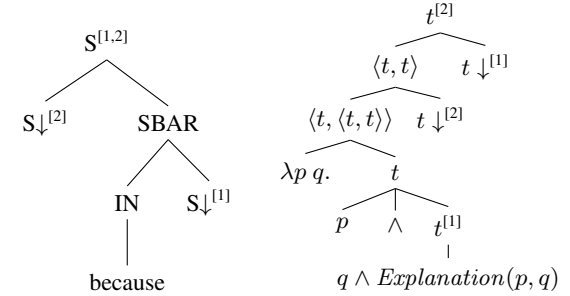 S[1,2] t[2]
⟨t, t⟩ t ↓[1]
S↓[2] SBAR ⟨t, ⟨t, t⟩⟩ t ↓[2]
λp q. t
IN S↓[1] p ∧ t[1]
because q ∧ Explanation(p, q)